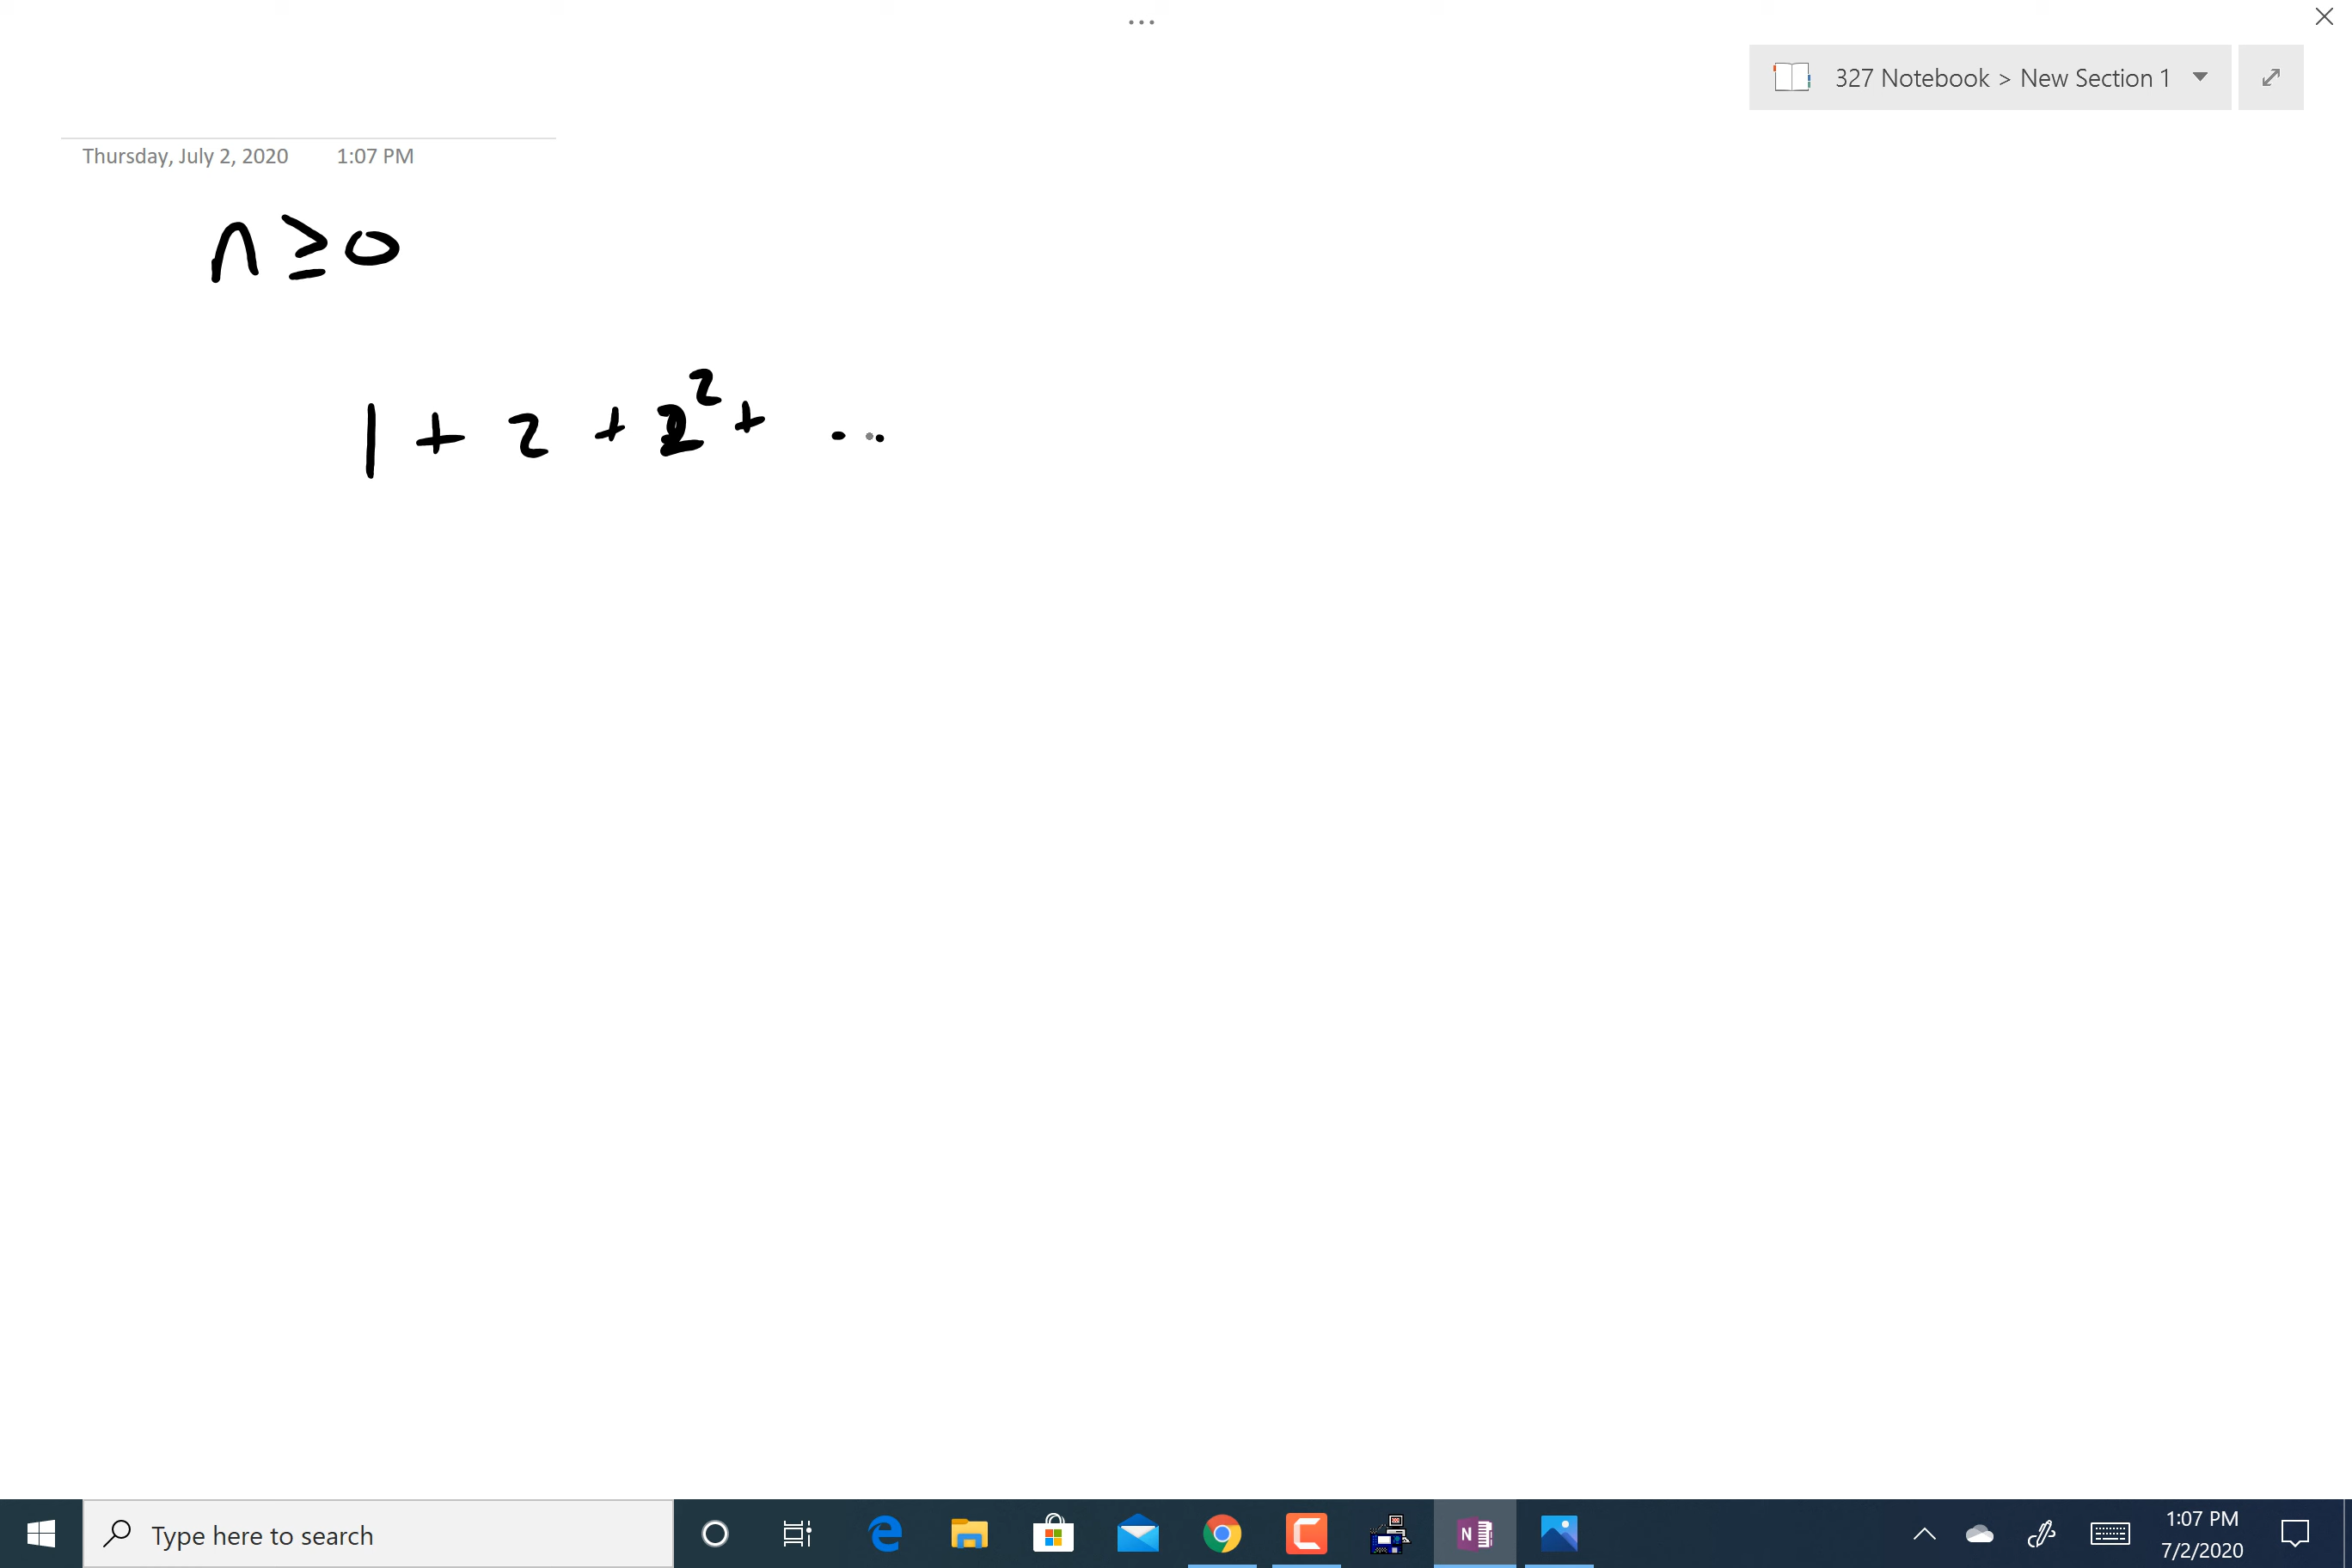 327 Notebook > New Section 1
Thursday, July 2, 2020 1:07 PM
n ≥ 0
1 + 2 + 2² + ...
Type here to search
1:07 PM
7/2/2020